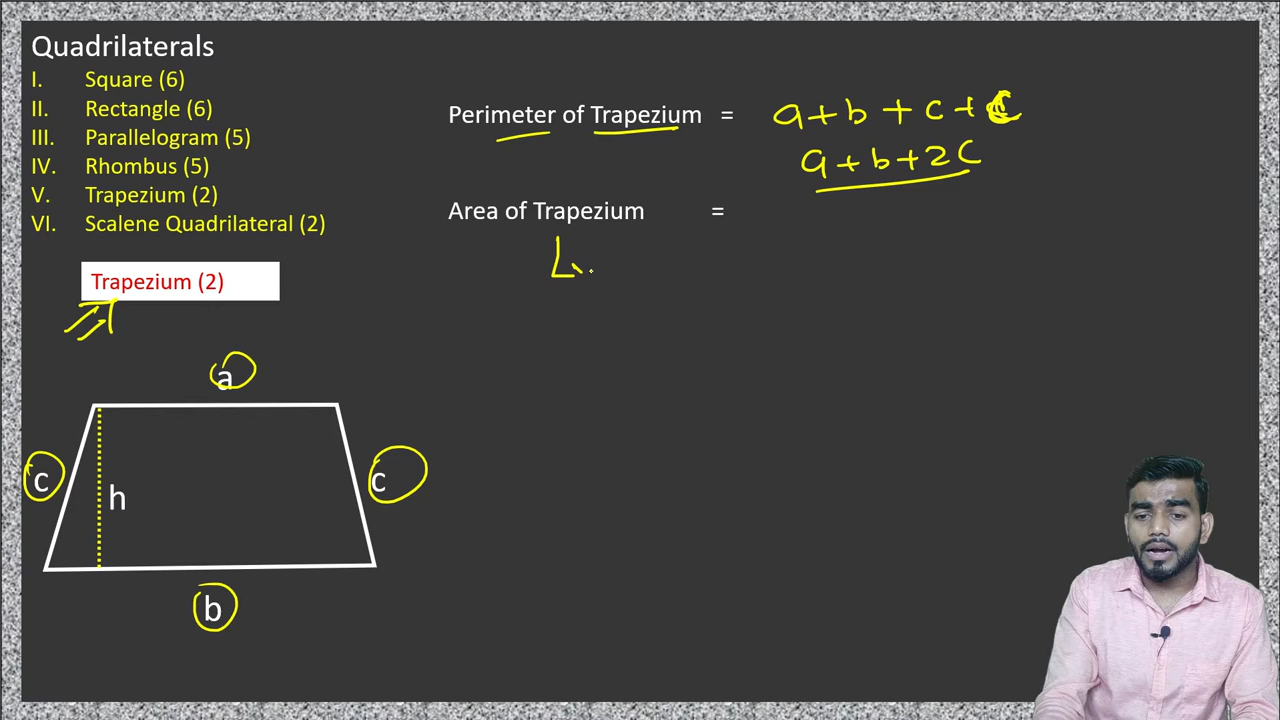 Quadrilaterals
I. Square (6)
II. Rectangle (6)
III. Parallelogram (5)
IV. Rhombus (5)
V. Trapezium (2)
VI. Scalene Quadrilateral (2)
Trapezium (2)
a
c
h
c
b
Perimeter of Trapezium = a+b+c+c
a+b+2c
Area of Trapezium =